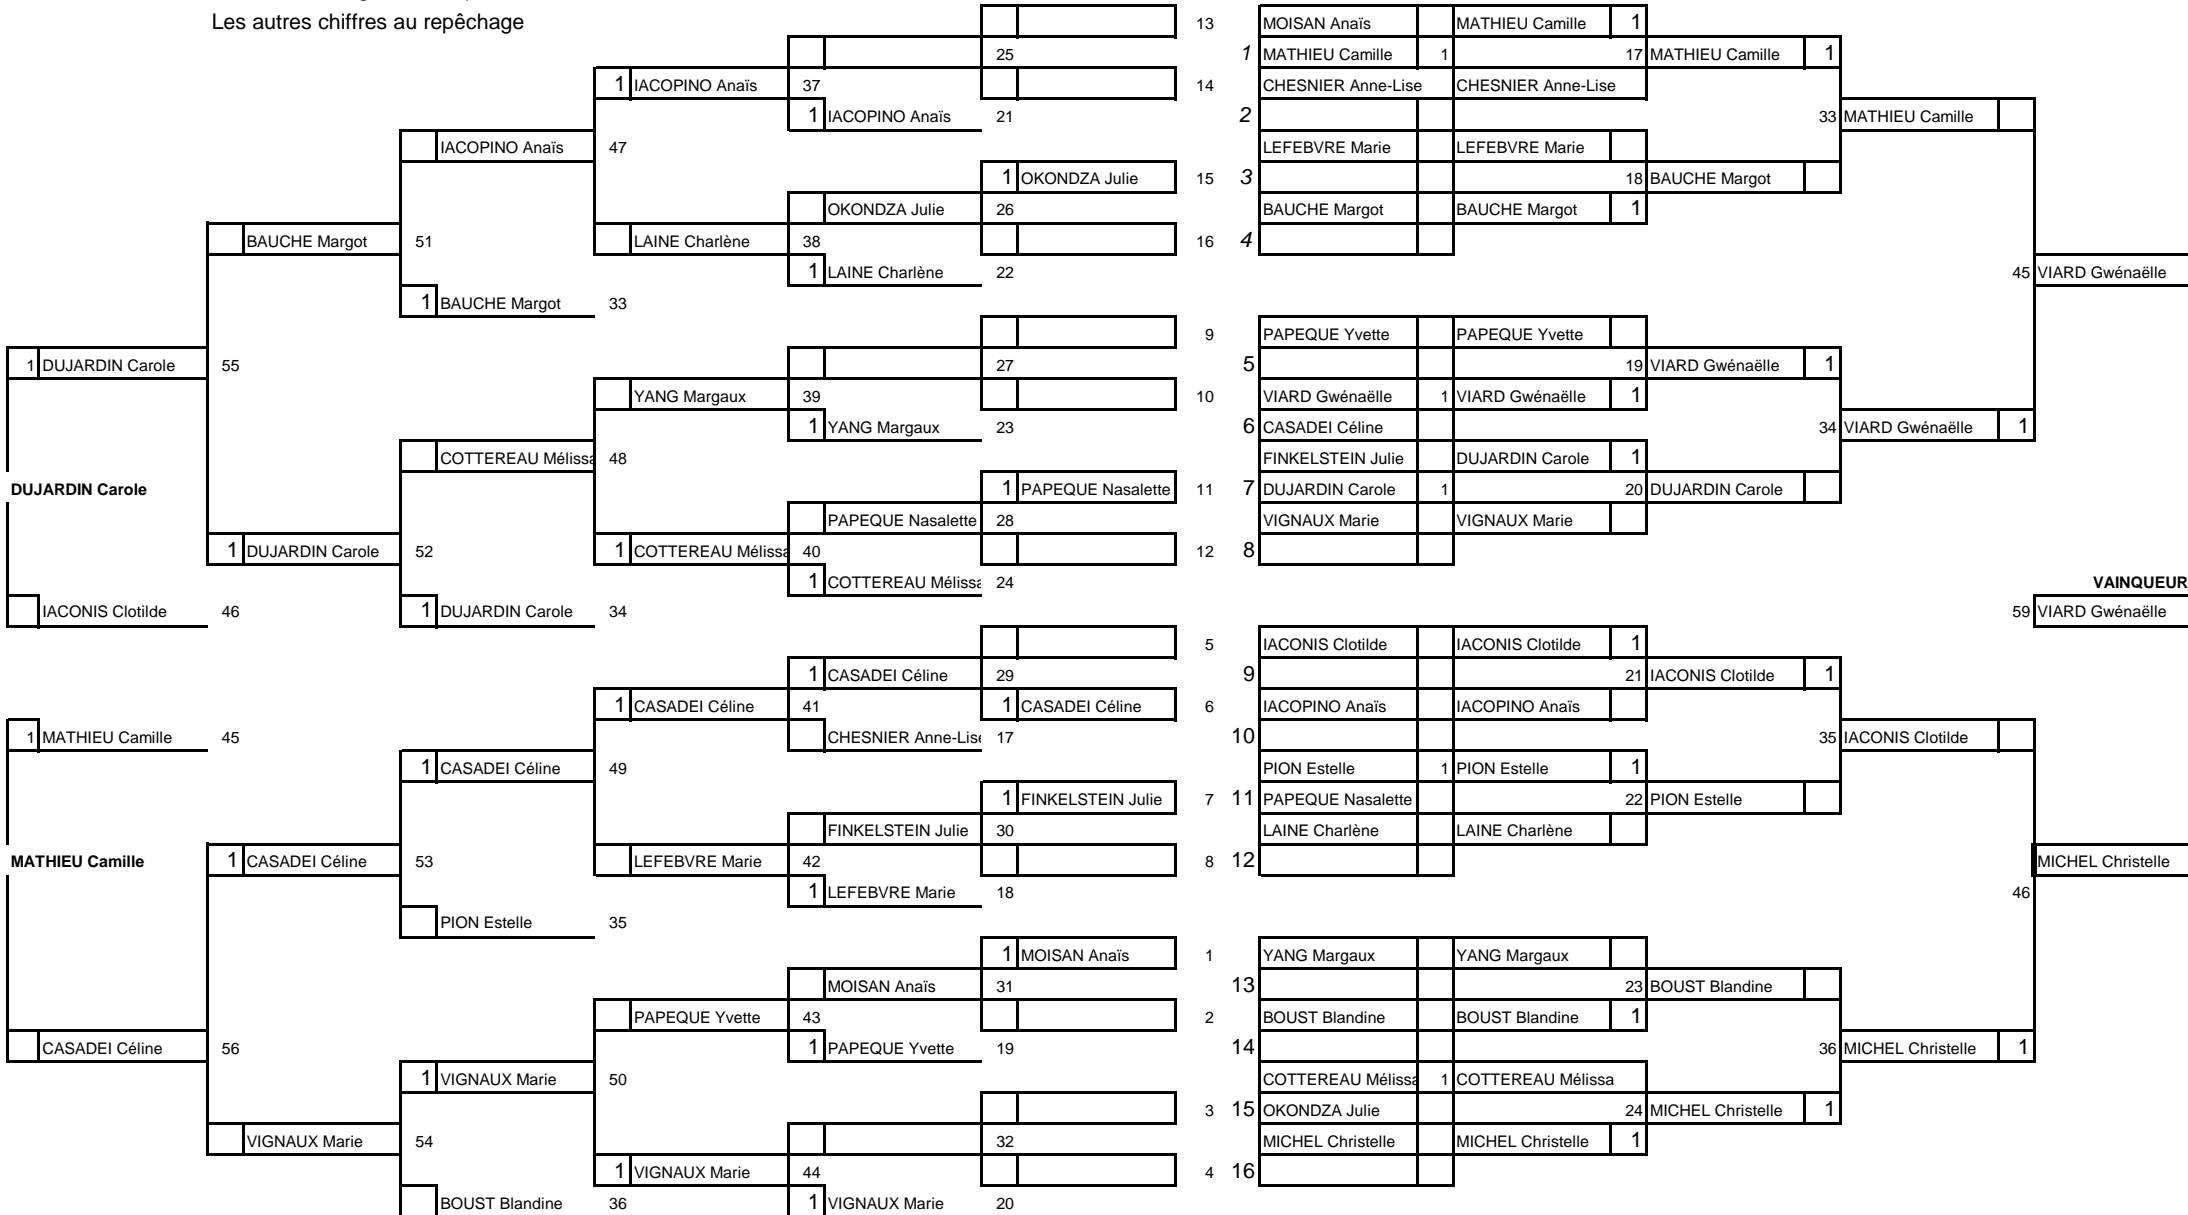 Les autres chiffres au repêchage
13 MOISAN Anaïs MATHIEU Camille 1
25 1 MATHIEU Camille 1 17 MATHIEU Camille 1
1 IACOPINO Anaïs 37 14 CHESNIER Anne-Lise CHESNIER Anne-Lise
1 IACOPINO Anaïs 21 2 33 MATHIEU Camille
IACOPINO Anaïs 47 LEFEBVRE Marie LEFEBVRE Marie
1 OKONDZA Julie 15 3 18 BAUCHE Margot
OKONDZA Julie 26 BAUCHE Margot BAUCHE Margot 1
BAUCHE Margot 51 LAINE Charlène 38 16 4
1 LAINE Charlène 22 45 VIARD Gwénaëlle
1 BAUCHE Margot 33
9 PAPEQUE Yvette PAPEQUE Yvette
1 DUJARDIN Carole 55 27 5 19 VIARD Gwénaëlle 1
YANG Margaux 39 10 VIARD Gwénaëlle 1 VIARD Gwénaëlle 1
1 YANG Margaux 23 6 CASADEI Céline 34 VIARD Gwénaëlle 1
COTTEREAU Mélissa 48 FINKELSTEIN Julie DUJARDIN Carole 1
DUJARDIN Carole 1 PAPEQUE Nasalette 11 7 DUJARDIN Carole 1 20 DUJARDIN Carole
PAPEQUE Nasalette 28 VIGNAUX Marie VIGNAUX Marie
1 DUJARDIN Carole 52 1 COTTEREAU Mélissa 40 12 8
1 COTTEREAU Mélissa 24 VAINQUEUR
IACONIS Clotilde 46 1 DUJARDIN Carole 34 59 VIARD Gwénaëlle
5 IACONIS Clotilde IACONIS Clotilde 1
1 CASADEI Céline 29 9 21 IACONIS Clotilde 1
1 CASADEI Céline 41 1 CASADEI Céline 6 IACOPINO Anaïs IACOPINO Anaïs
1 MATHIEU Camille 45 CHESNIER Anne-Lise 17 10 35 IACONIS Clotilde
1 CASADEI Céline 49 PION Estelle 1 PION Estelle 1
1 FINKELSTEIN Julie 7 11 PAPEQUE Nasalette 22 PION Estelle
FINKELSTEIN Julie 30 LAINE Charlène LAINE Charlène
MATHIEU Camille 1 CASADEI Céline 53 LEFEBVRE Marie 42 8 12 MICHEL Christelle
1 LEFEBVRE Marie 18 46
PION Estelle 35
1 MOISAN Anaïs 1 YANG Margaux YANG Margaux
MOISAN Anaïs 31 13 23 BOUST Blandine
PAPEQUE Yvette 43 2 BOUST Blandine BOUST Blandine 1
CASADEI Céline 56 1 PAPEQUE Yvette 19 14 36 MICHEL Christelle 1
1 VIGNAUX Marie 50 COTTEREAU Mélissa 1 COTTEREAU Mélissa
3 15 OKONDZA Julie 24 MICHEL Christelle 1
VIGNAUX Marie 54 32 MICHEL Christelle MICHEL Christelle 1
1 VIGNAUX Marie 44 4 16
BOUST Blandine 36 1 VIGNAUX Marie 20